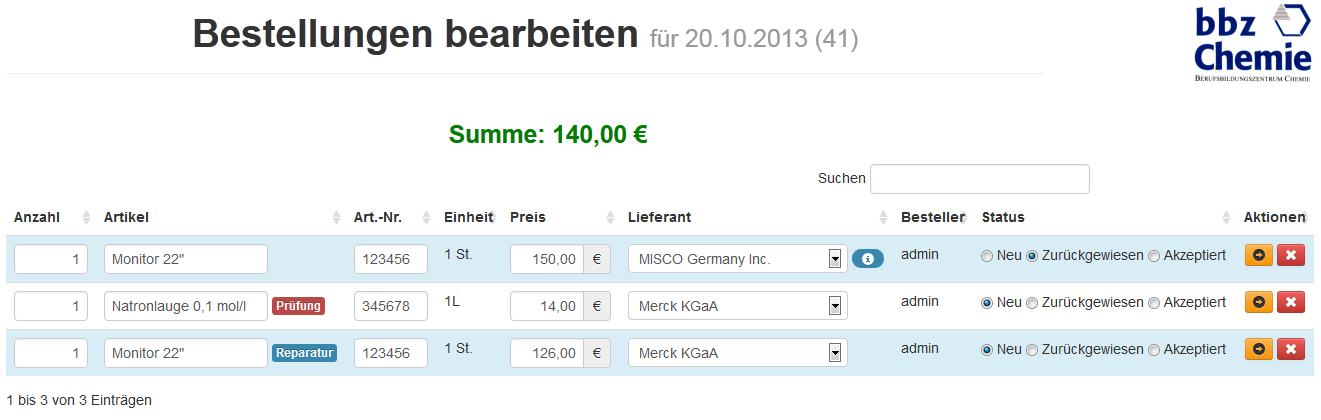 Bestellungen bearbeiten für 20.10.2013 (41)
bbz
Chemie
BERUFSBILDUNGSZENTRUM CHEMIE
Summe: 140,00 €
Suchen
Anzahl Artikel Art.-Nr. Einheit Preis Lieferant Besteller Status Aktionen
1 Monitor 22" 123456 1 St. 150,00 € MISCO Germany Inc. i admin Neu Zurückgewiesen Akzeptiert
1 Natronlauge 0,1 mol/l Prüfung 345678 1L 14,00 € Merck KGaA admin Neu Zurückgewiesen Akzeptiert
1 Monitor 22" Reparatur 123456 1 St. 126,00 € Merck KGaA admin Neu Zurückgewiesen Akzeptiert
1 bis 3 von 3 Einträgen